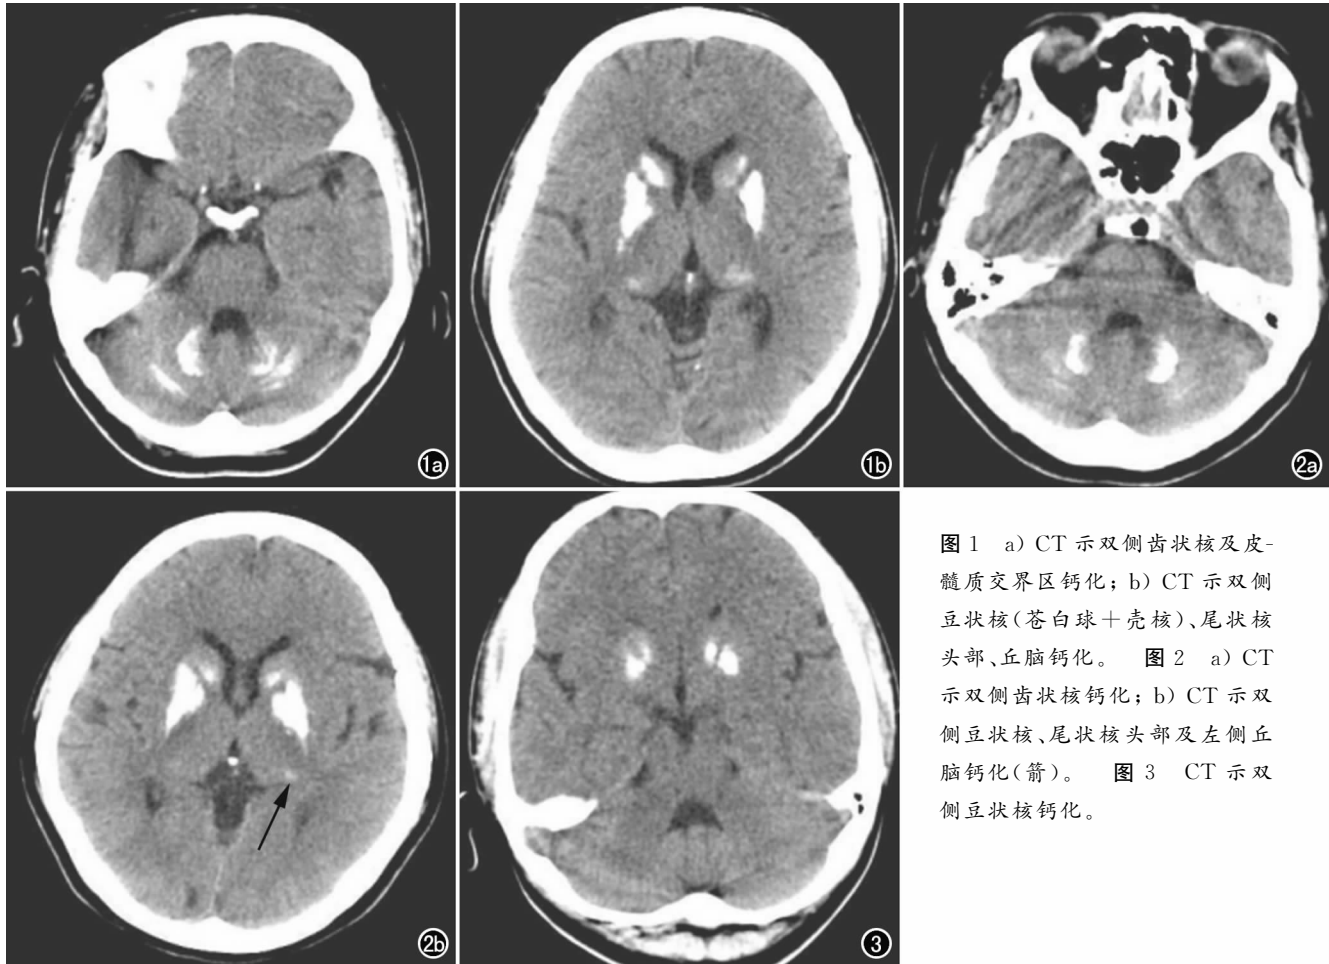 1a
1b
2a
2b
3
图1 a) CT 示双侧齿状核及皮-
髓质交界区钙化; b) CT 示双侧
豆状核(苍白球+壳核)、尾状核
头部、丘脑钙化。 图2 a) CT
示双侧齿状核钙化; b) CT 示双
侧豆状核、尾状核头部及左侧丘
脑钙化(箭)。 图 3 CT 示双
侧豆状核钙化。